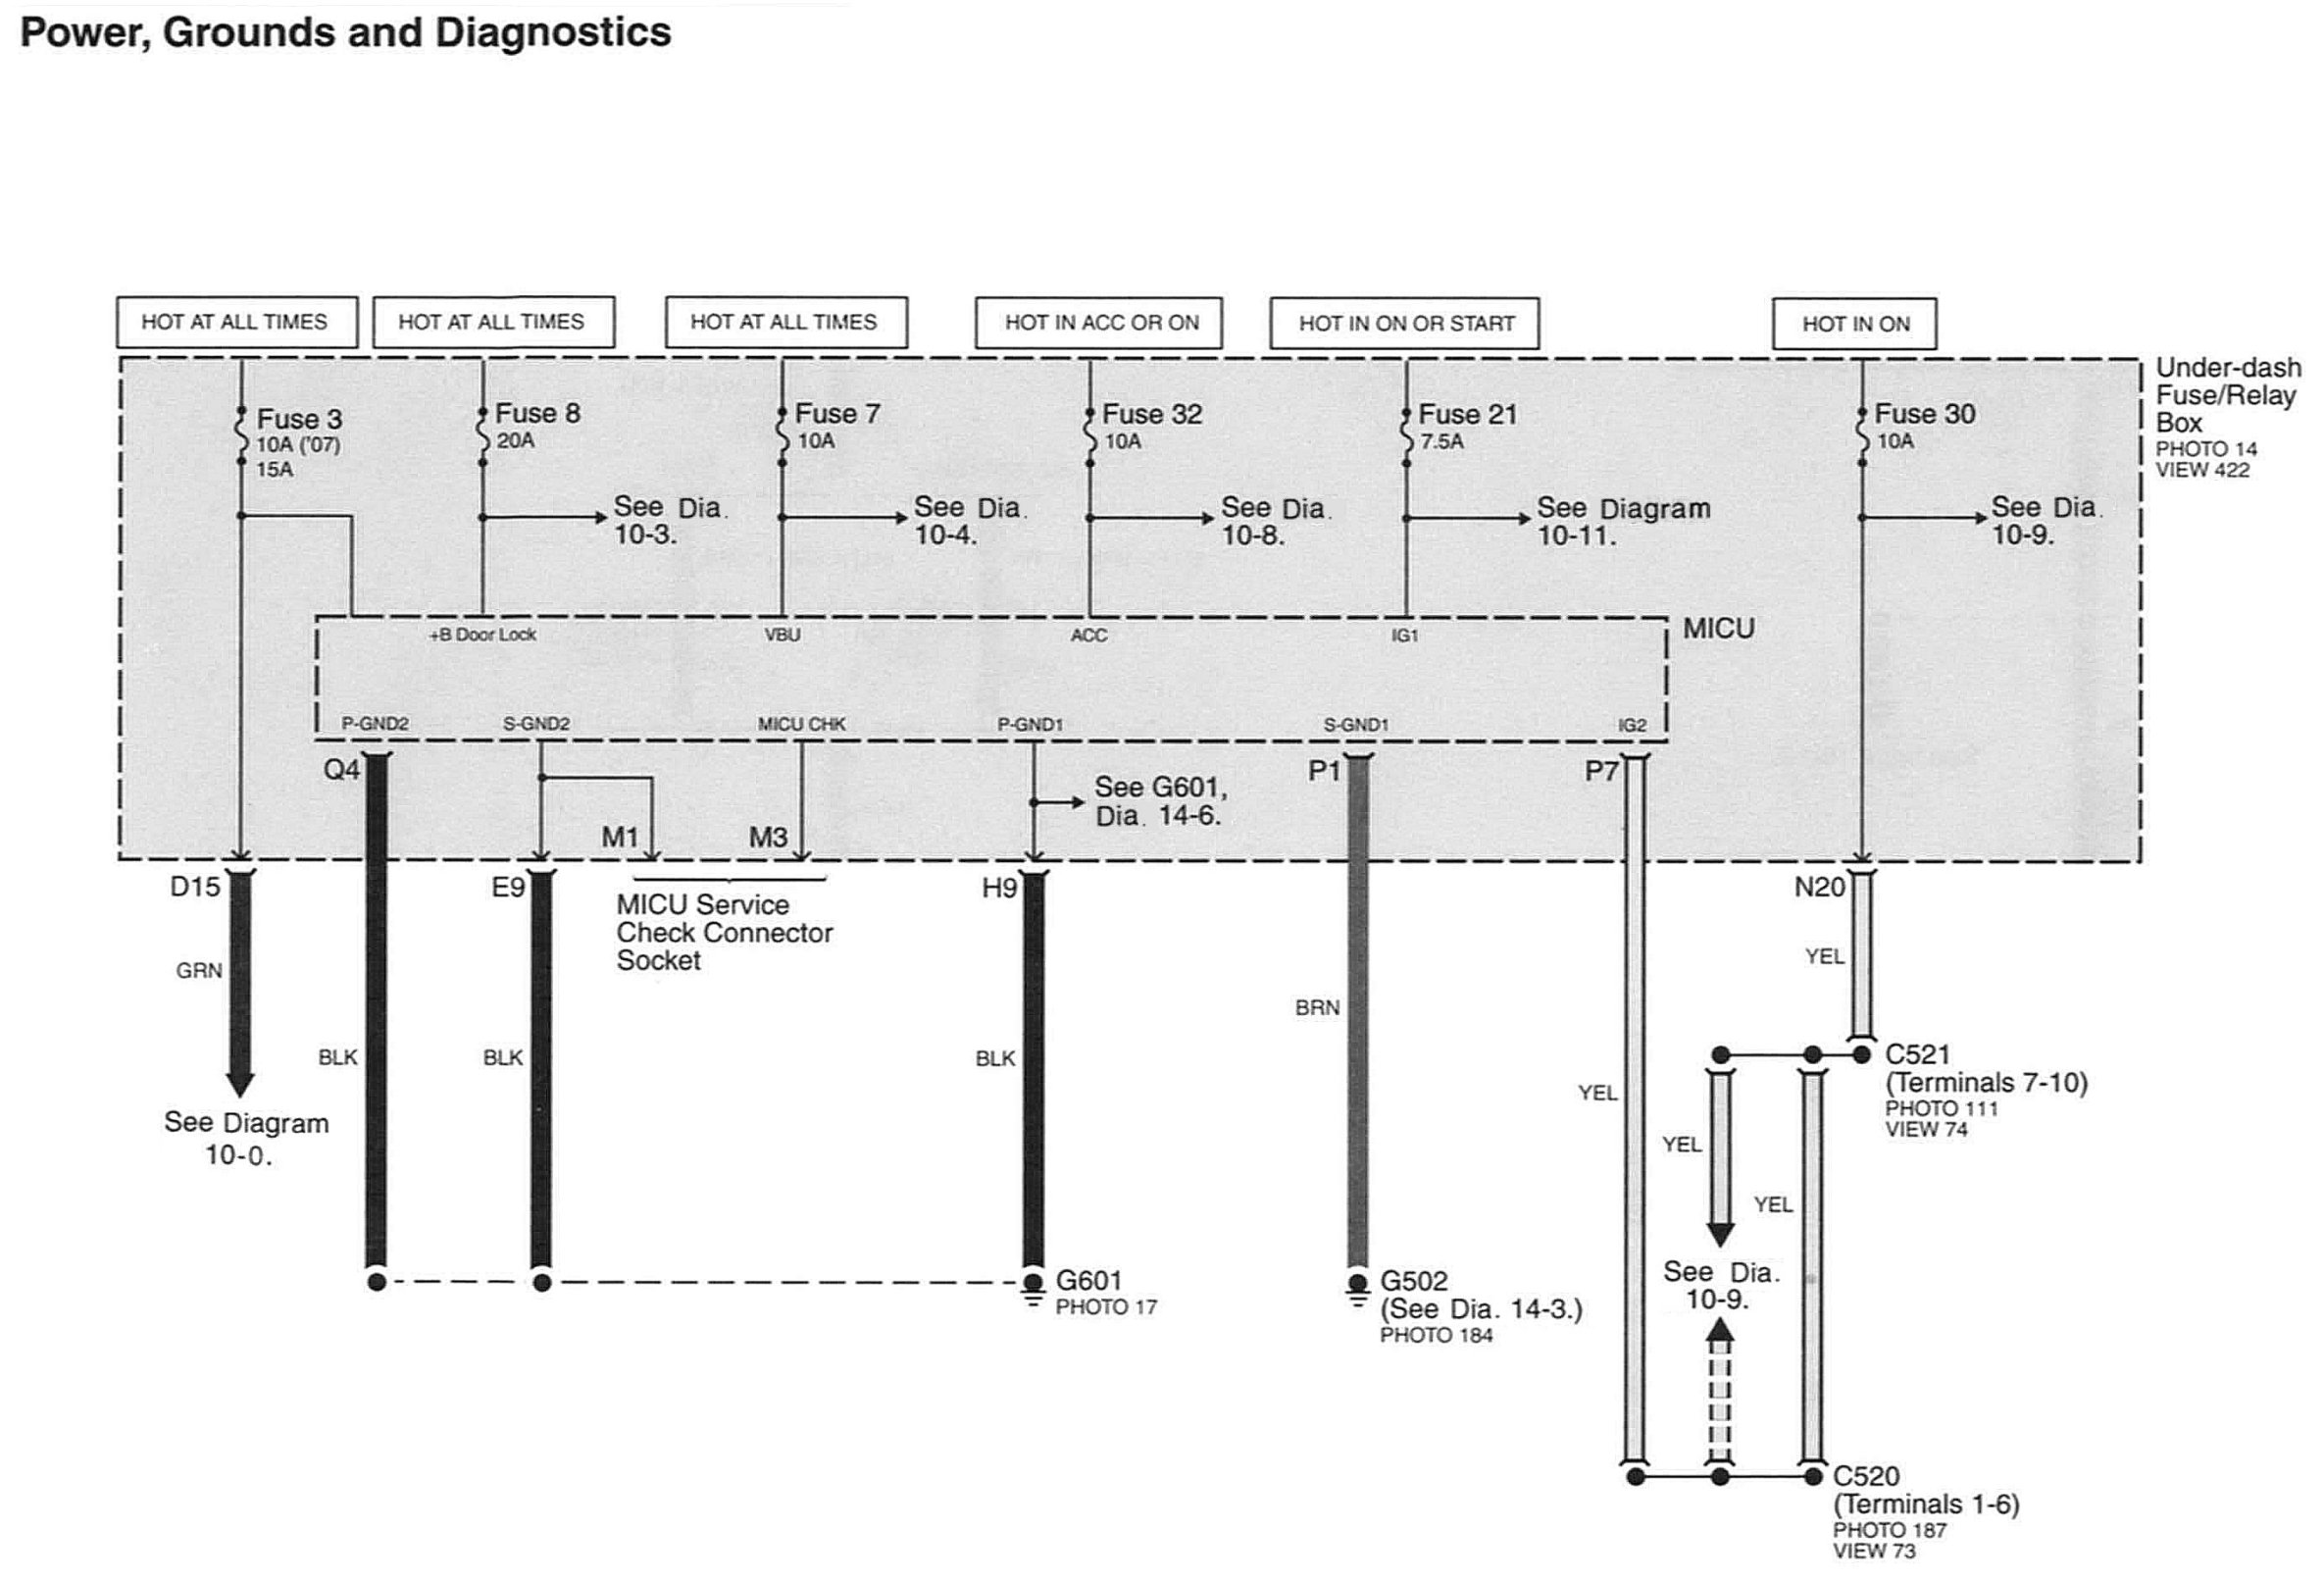 Power, Grounds and Diagnostics
HOT AT ALL TIMES
HOT AT ALL TIMES
HOT AT ALL TIMES
HOT IN ACC OR ON
HOT IN ON OR START
HOT IN ON
Under-dash
Fuse/Relay
Box
PHOTO 14
VIEW 422
Fuse 3
10A ('07)
15A
Fuse 8
20A
Fuse 7
10A
Fuse 32
10A
Fuse 21
7.5A
Fuse 30
10A
See Dia.
10-3.
See Dia.
10-4.
See Dia.
10-8.
See Diagram
10-11.
See Dia.
10-9.
MICU
+B Door Lock
VBU
ACC
IG1
P-GND2
S-GND2
MICU CHK
P-GND1
S-GND1
IG2
Q4
P1
P7
See G601,
Dia. 14-6.
M1
M3
D15
E9
H9
N20
MICU Service
Check Connector
Socket
GRN
BLK
BLK
BLK
BRN
YEL
YEL
C521
(Terminals 7-10)
PHOTO 111
VIEW 74
See Diagram
10-0.
YEL
YEL
G601
PHOTO 17
G502
(See Dia. 14-3.)
PHOTO 184
See Dia.
10-9.
C520
(Terminals 1-6)
PHOTO 187
VIEW 73